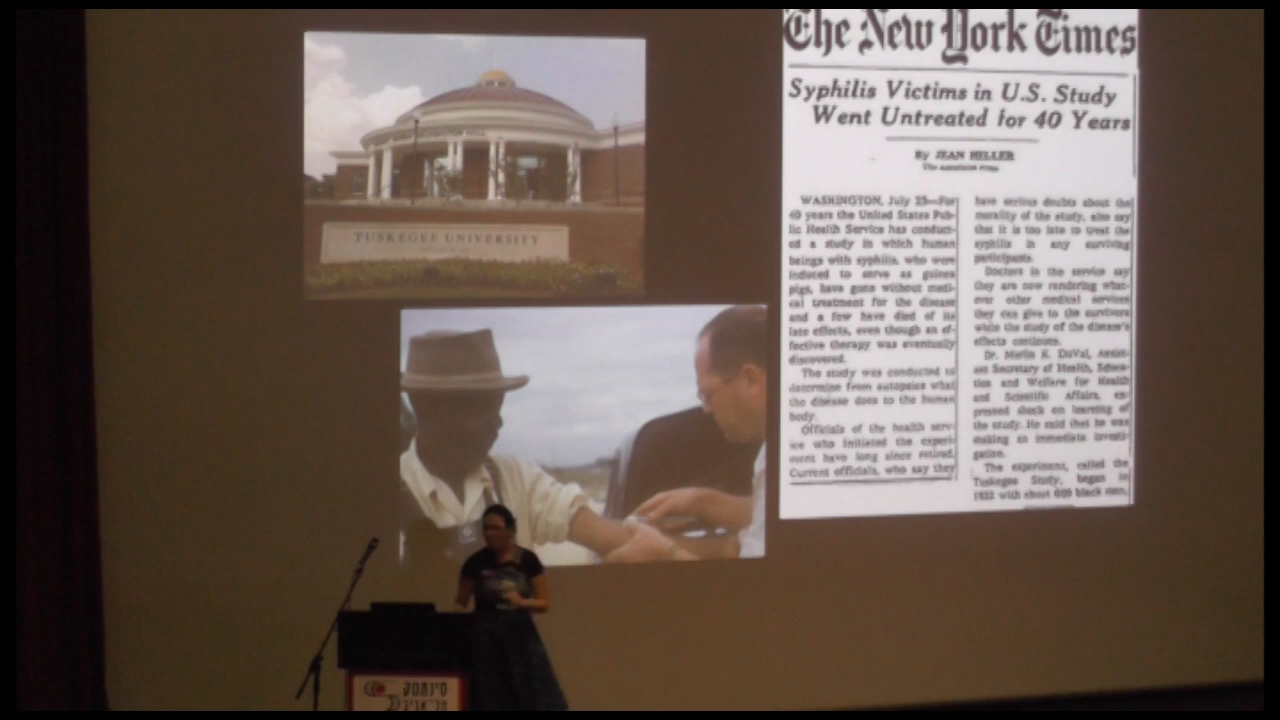 TUSKEGEE UNIVERSITY
The New York Times
Syphilis Victims in U.S. Study
Went Untreated for 40 Years
By JEAN HELLER
The Associated Press
WASHINGTON, July 25—For
40 years the United States Pub-
lic Health Service has conduct-
ed a study in which human
beings with syphilis, who were
induced to serve as guinea
pigs, have gone without medi-
cal treatment for the disease
and a few have died of its
late effects, even though an ef-
fective therapy was eventually
discovered.
The study was conducted to
determine from autopsies what
the disease does to the human
body.
Officials of the health serv-
ice who initiated the experi-
ment have long since retired.
Current officials, who say they
have serious doubts about the
morality of the study, also say
that it is too late to treat the
syphilis in any surviving
participants.
Doctors in the service say
they are now rendering what-
ever other medical services
they can give to the survivors
while the study of the disease's
effects continues.
Dr. Merlin K. DuVal, Assist-
ant Secretary of Health, Educa-
tion and Welfare for Health
and Scientific Affairs, ex-
pressed shock on learning of
the study. He said that he was
making an immediate investi-
gation.
The experiment, called the
Tuskegee Study, began in
1932 with about 600 black men,
סינמטק
תל־אביב